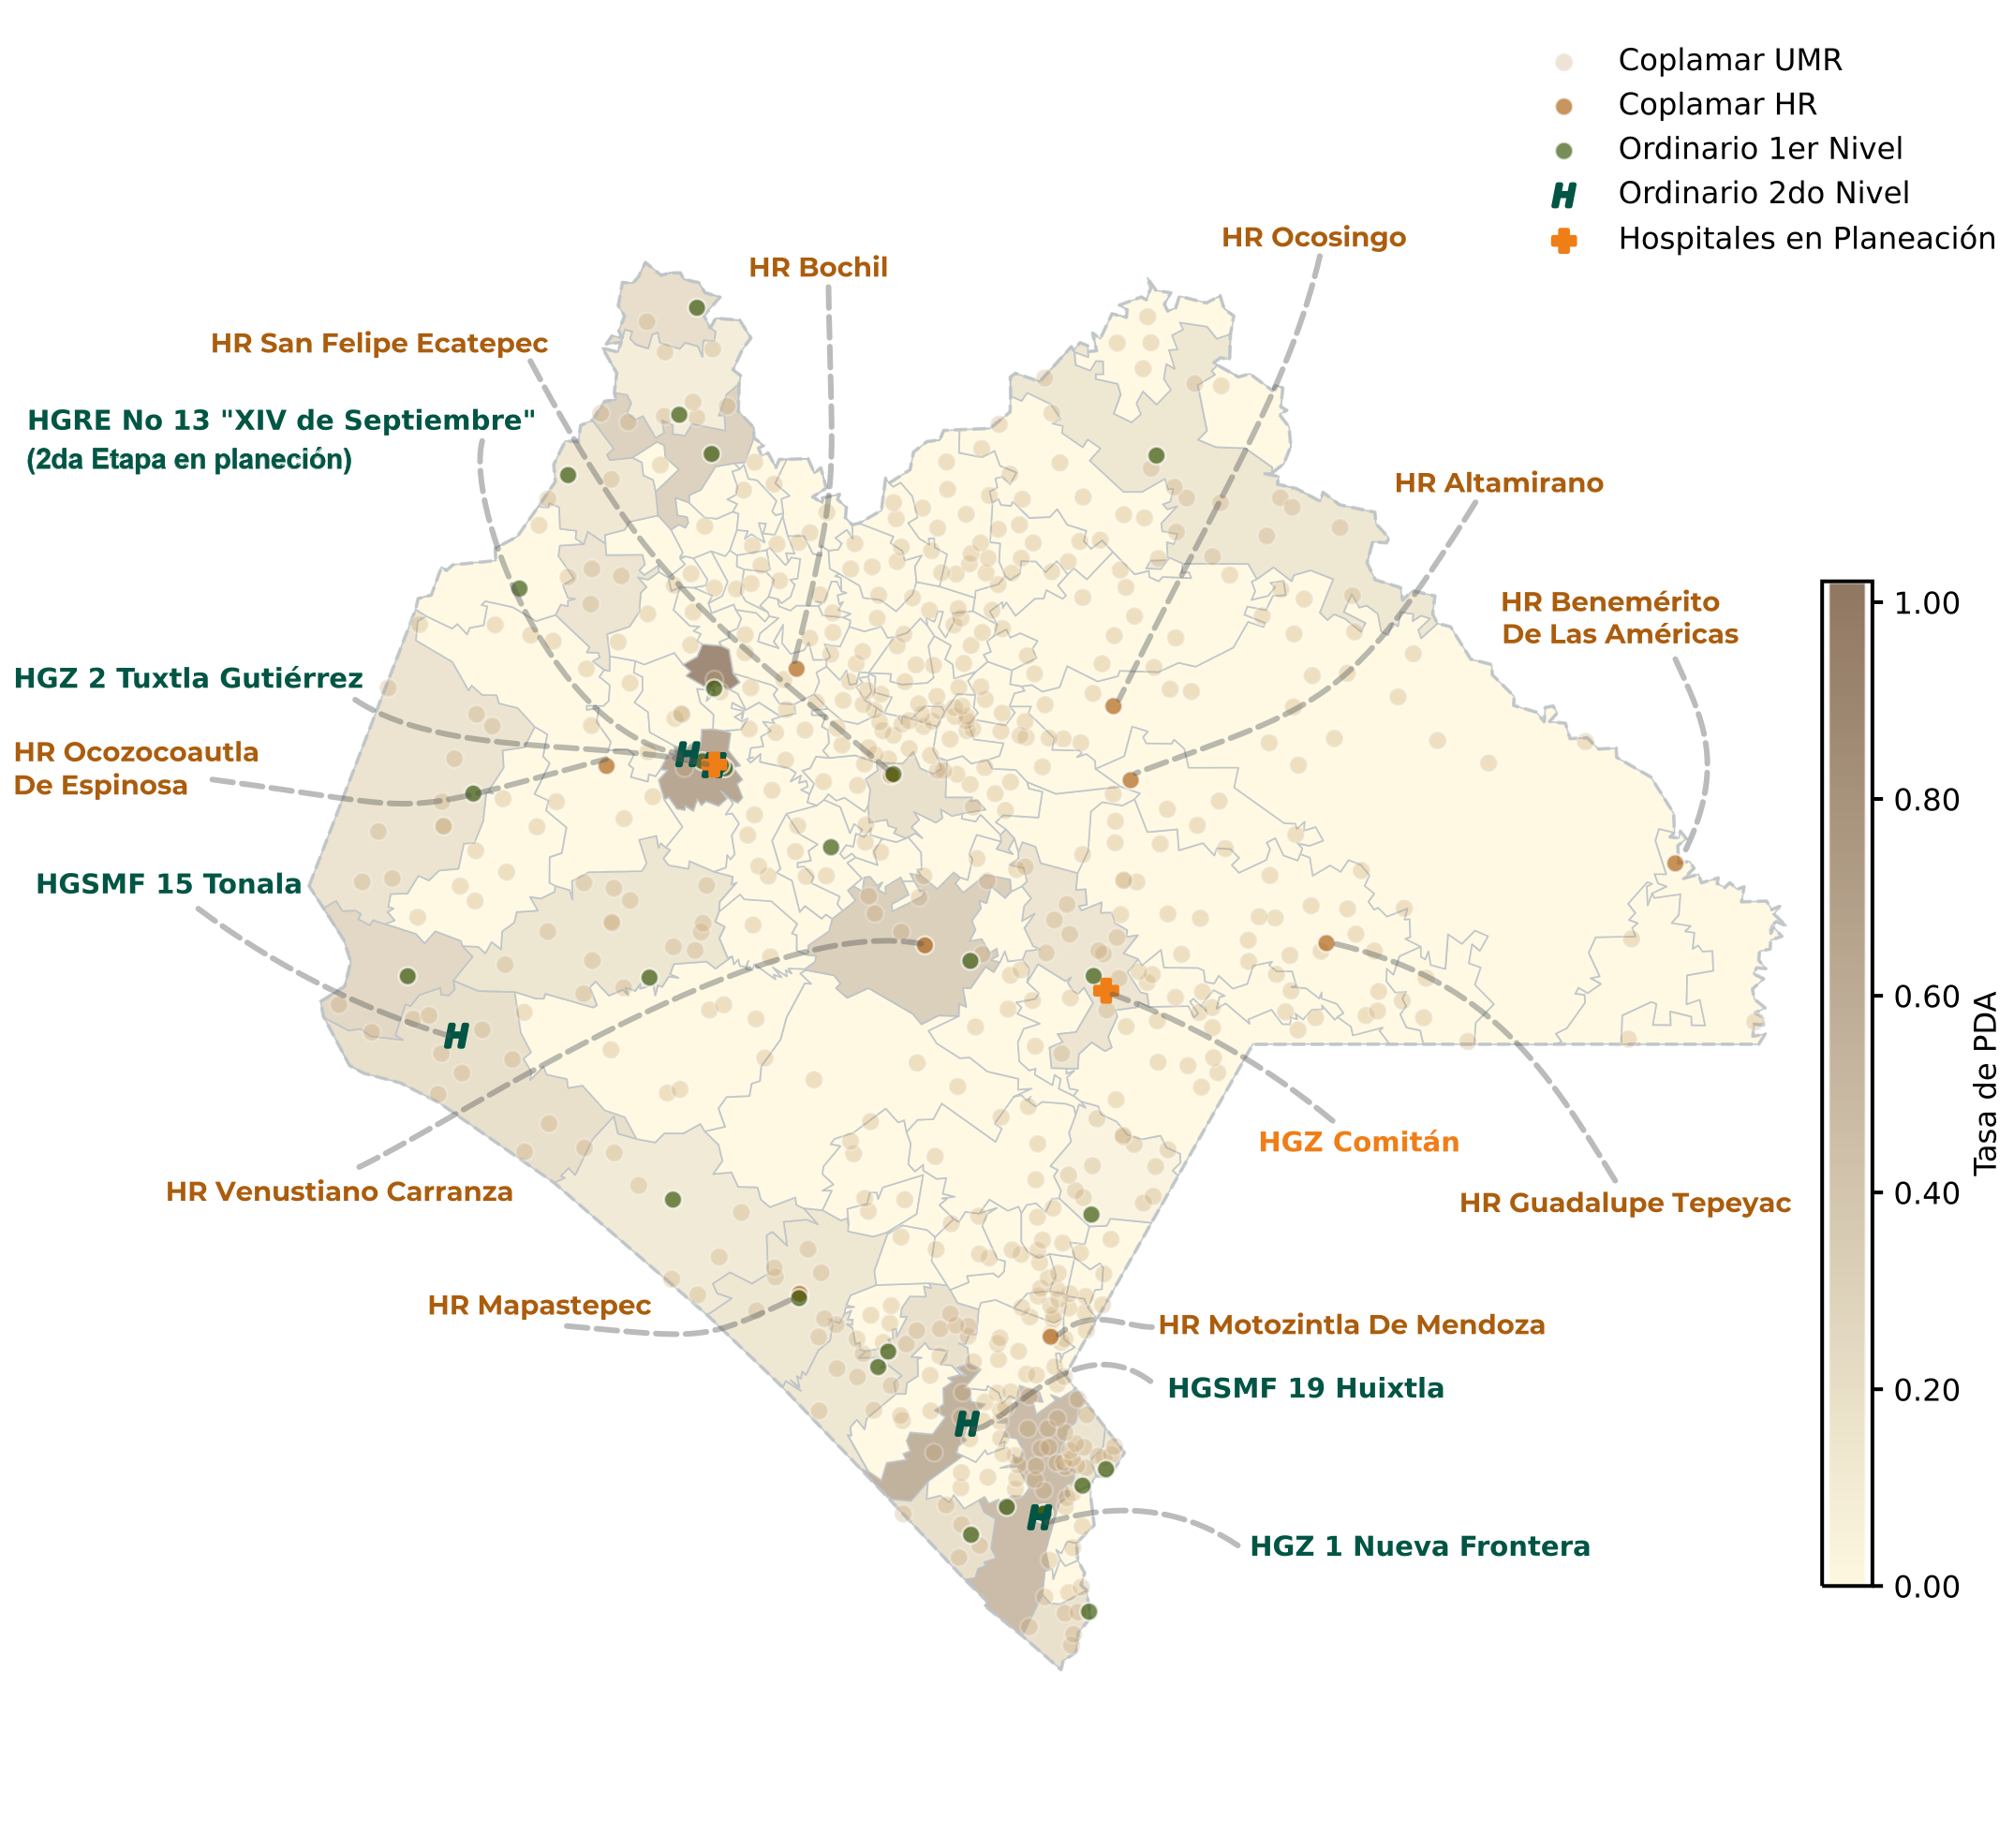 Coplamar UMR
Coplamar HR
Ordinario 1er Nivel
Ordinario 2do Nivel
Hospitales en Planeación
HR Ocosingo
HR Bochil
HR San Felipe Ecatepec
HGRE No 13 "XIV de Septiembre"
(2da Etapa en planeción)
HR Altamirano
HR Benemérito
De Las Américas
HGZ 2 Tuxtla Gutiérrez
HR Ocozocoautla
De Espinosa
HGSMF 15 Tonala
HGZ Comitán
HR Venustiano Carranza
HR Guadalupe Tepeyac
HR Mapastepec
HR Motozintla De Mendoza
HGSMF 19 Huixtla
HGZ 1 Nueva Frontera
1.00
0.80
0.60
0.40
0.20
0.00
Tasa de PDA